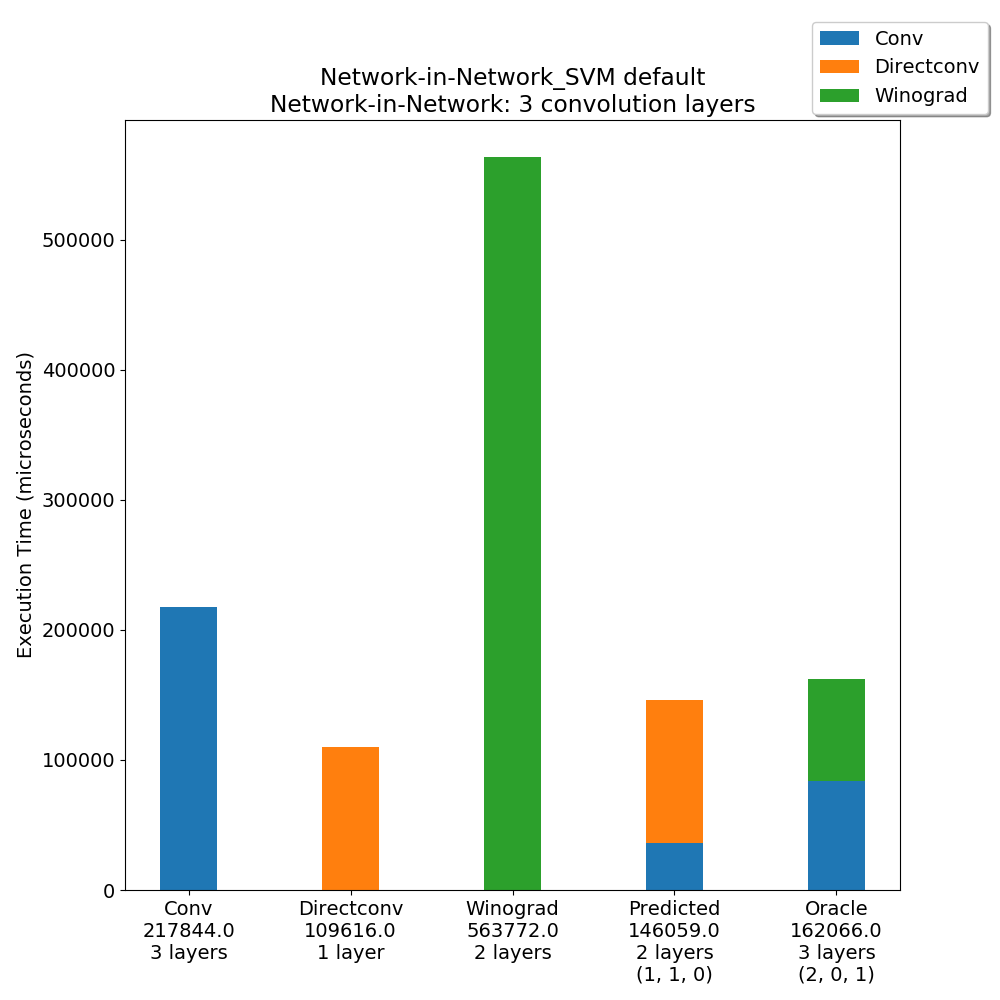 Conv
Directconv
Winograd
Network-in-Network_SVM default
Network-in-Network: 3 convolution layers
Execution Time (microseconds)
500000
400000
300000
200000
100000
0
Conv
217844.0
3 layers
Directconv
109616.0
1 layer
Winograd
563772.0
2 layers
Predicted
146059.0
2 layers
(1, 1, 0)
Oracle
162066.0
3 layers
(2, 0, 1)